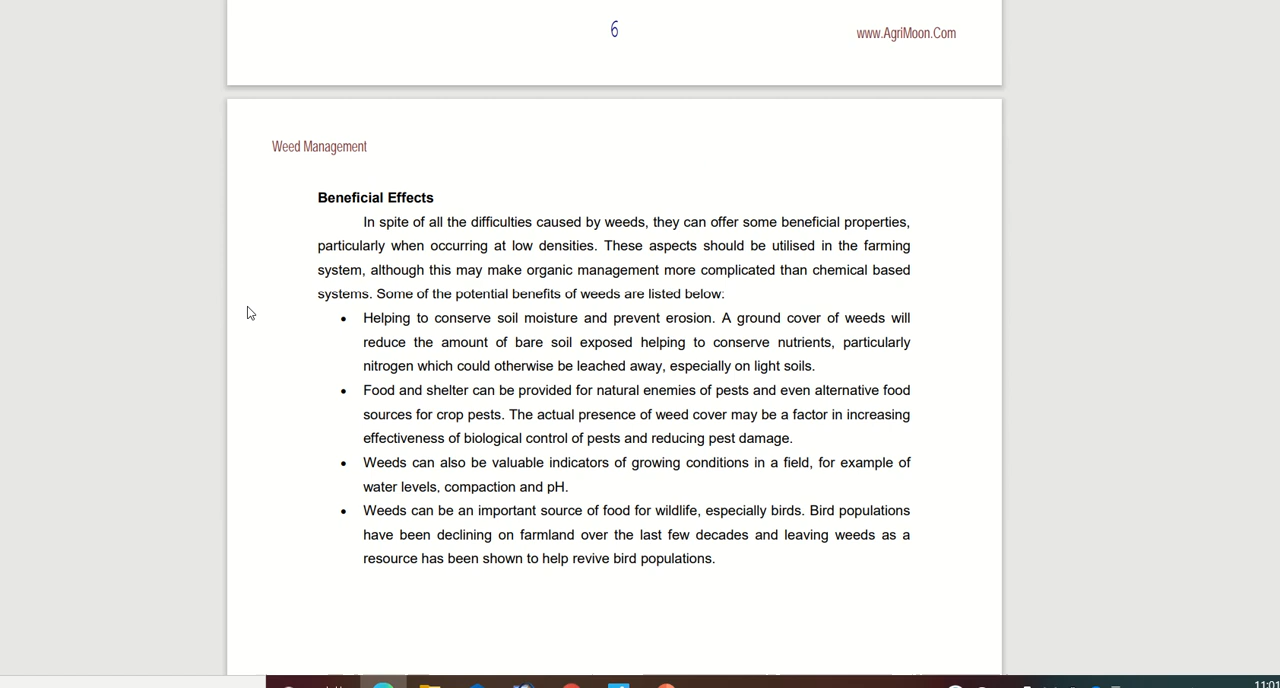 6
www.AgriMoon.Com
Weed Management
Beneficial Effects
In spite of all the difficulties caused by weeds, they can offer some beneficial properties,
particularly when occurring at low densities. These aspects should be utilised in the farming
system, although this may make organic management more complicated than chemical based
systems. Some of the potential benefits of weeds are listed below:
• Helping to conserve soil moisture and prevent erosion. A ground cover of weeds will
reduce the amount of bare soil exposed helping to conserve nutrients, particularly
nitrogen which could otherwise be leached away, especially on light soils.
• Food and shelter can be provided for natural enemies of pests and even alternative food
sources for crop pests. The actual presence of weed cover may be a factor in increasing
effectiveness of biological control of pests and reducing pest damage.
• Weeds can also be valuable indicators of growing conditions in a field, for example of
water levels, compaction and pH.
• Weeds can be an important source of food for wildlife, especially birds. Bird populations
have been declining on farmland over the last few decades and leaving weeds as a
resource has been shown to help revive bird populations.